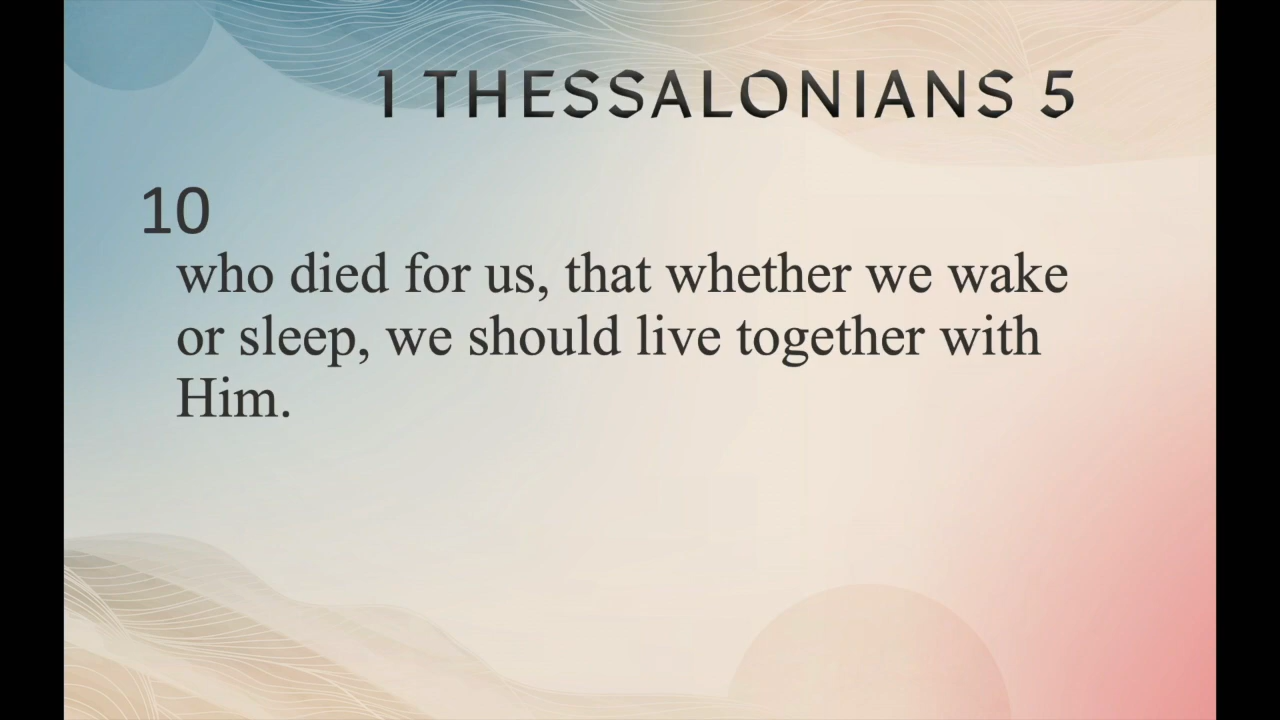 1 THESSALONIANS 5
10
who died for us, that whether we wake
or sleep, we should live together with
Him.